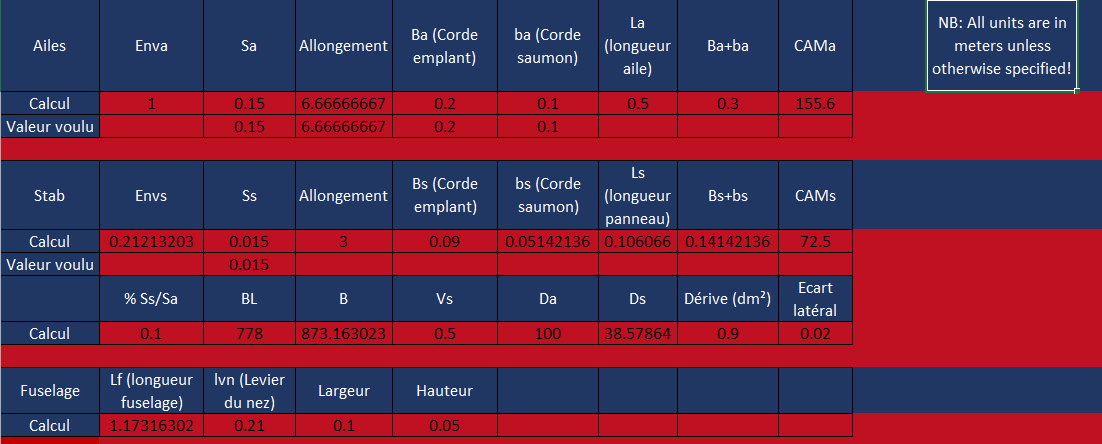 Ailes Enva Sa Allongement Ba (Corde emplant) ba (Corde saumon) La (longueur aile) Ba+ba CAMa
NB: All units are in
meters unless
otherwise specified!
Calcul 1 0.15 6.66666667 0.2 0.1 0.5 0.3 155.6
Valeur voulu 0.15 6.66666667 0.2 0.1
Stab Envs Ss Allongement Bs (Corde emplant) bs (Corde saumon) Ls (longueur panneau) Bs+bs CAMs
Calcul 0.21213203 0.015 3 0.09 0.05142136 0.106066 0.14142136 72.5
Valeur voulu 0.015
% Ss/Sa BL B Vs Da Ds Dérive (dm²) Ecart latéral
Calcul 0.1 778 873.163023 0.5 100 38.57864 0.9 0.02
Fuselage Lf (longueur fuselage) lvn (Levier du nez) Largeur Hauteur
Calcul 1.17316302 0.21 0.1 0.05